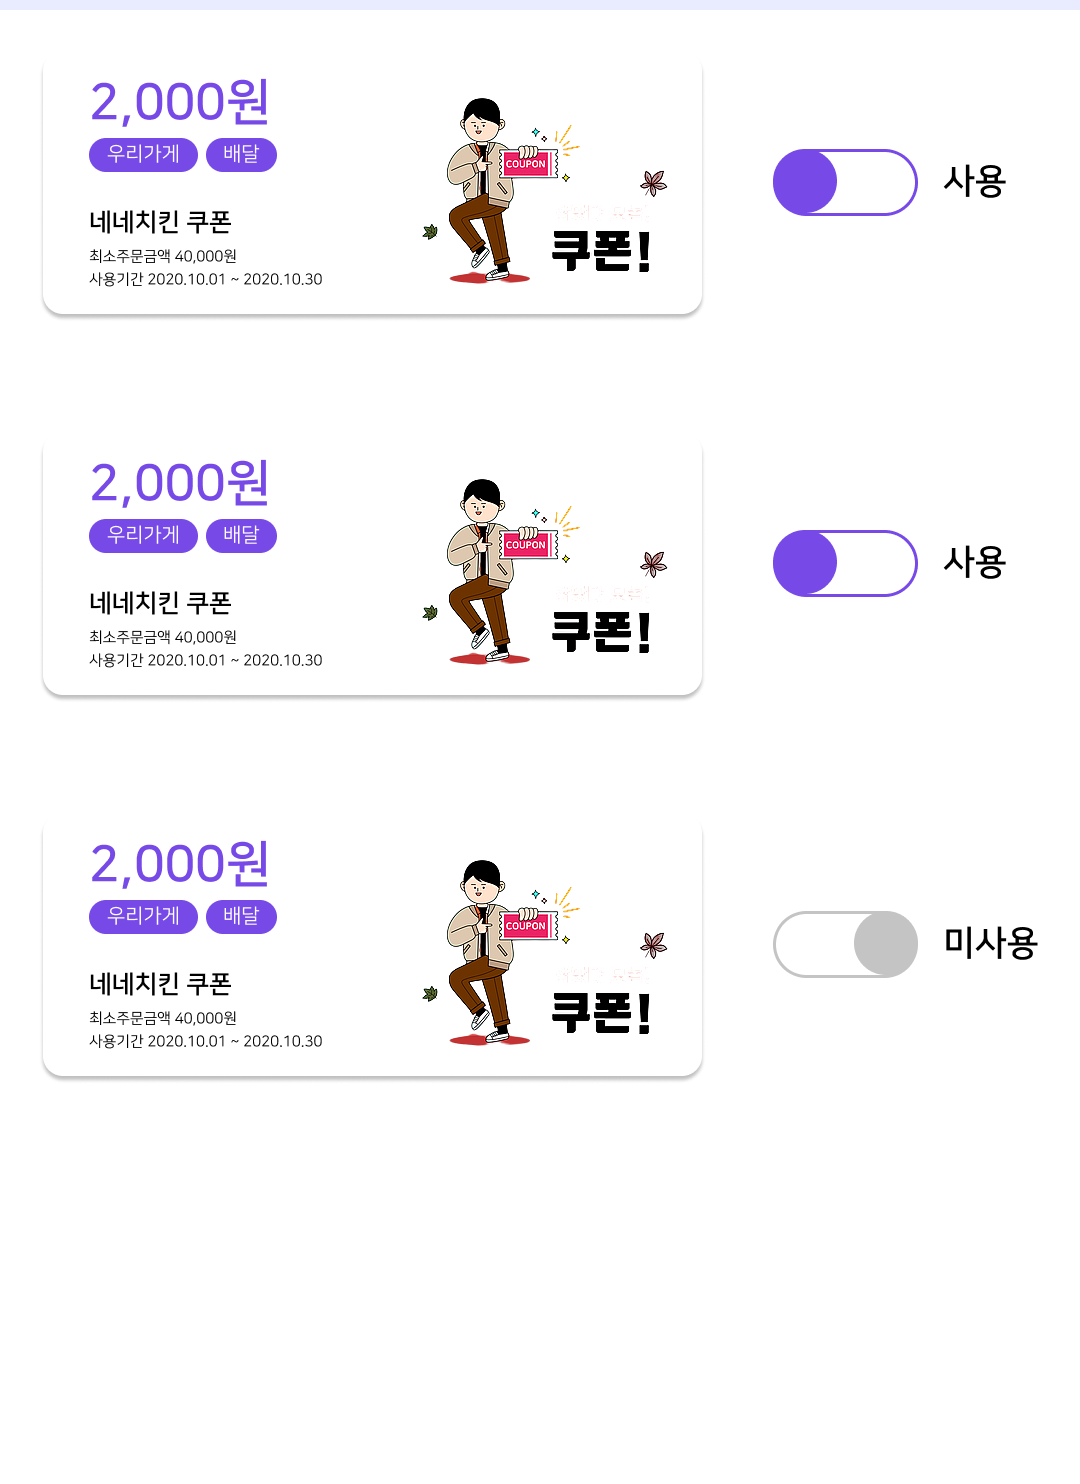 2,000원
우리가게 배달
네네치킨 쿠폰
최소주문금액 40,000원
사용기간 2020.10.01 ~ 2020.10.30
COUPON
쿠폰!
사용
2,000원
우리가게 배달
네네치킨 쿠폰
최소주문금액 40,000원
사용기간 2020.10.01 ~ 2020.10.30
COUPON
쿠폰!
사용
2,000원
우리가게 배달
네네치킨 쿠폰
최소주문금액 40,000원
사용기간 2020.10.01 ~ 2020.10.30
COUPON
쿠폰!
미사용